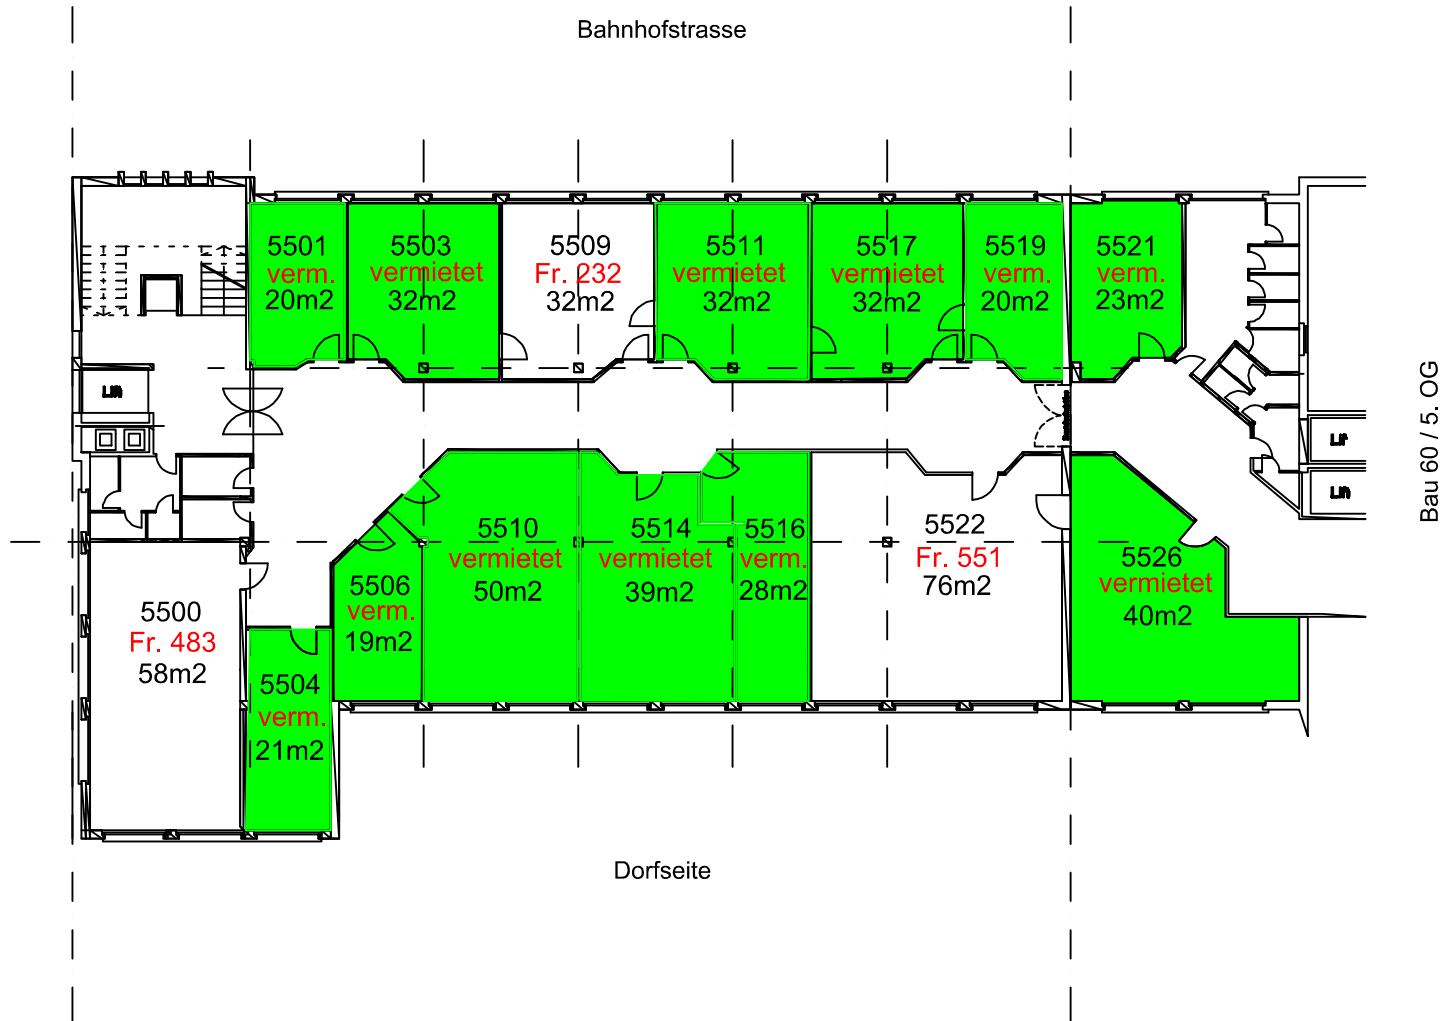 Bahnhofstrasse
5501
verm.
20m2
5503
vermietet
32m2
5509
Fr. 232
32m2
5511
vermietet
32m2
5517
vermietet
32m2
5519
verm.
20m2
5521
verm.
23m2
Lift
Lift
Lift
5500
Fr. 483
58m2
5504
verm.
21m2
5506
verm.
19m2
5510
vermietet
50m2
5514
vermietet
39m2
5516
verm.
28m2
5522
Fr. 551
76m2
5526
vermietet
40m2
Dorfseite
Bau 60 / 5. OG